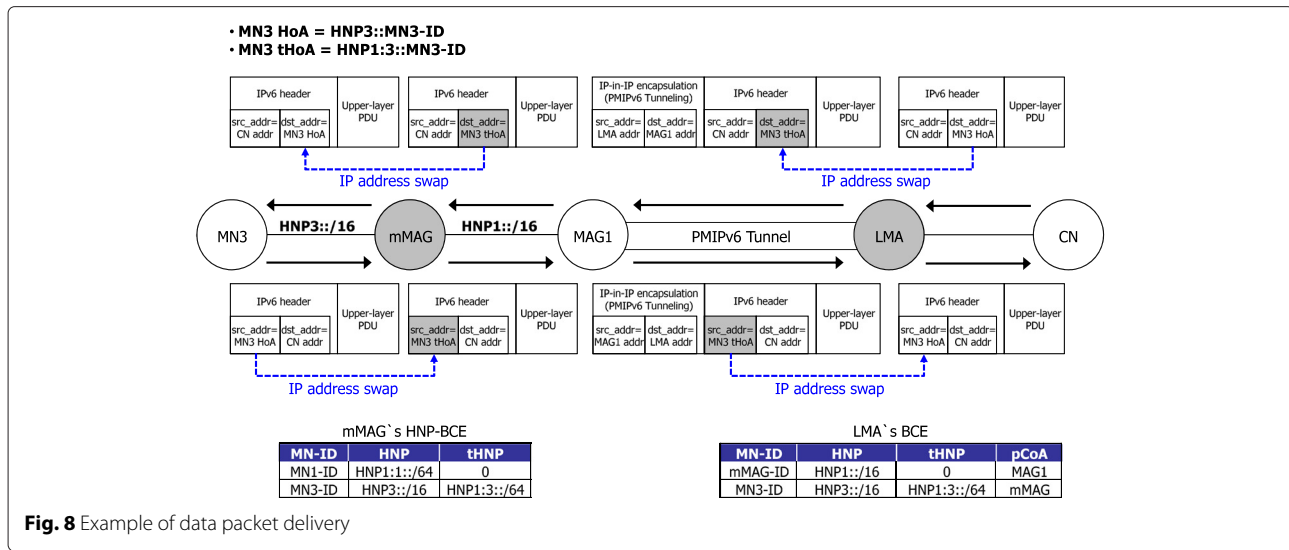 • MN3 HoA = HNP3::MN3-ID
• MN3 tHoA = HNP1:3::MN3-ID
IPv6 header
Upper-layer
PDU
src_addr=
CN addr
dst_addr=
MN3 HoA
IPv6 header
Upper-layer
PDU
src_addr=
CN addr
dst_addr=
MN3 tHoA
IP-in-IP encapsulation
(PMIPv6 Tunneling)
IPv6 header
Upper-layer
PDU
src_addr=
LMA addr
dst_addr=
MAG1 addr
src_addr=
CN addr
dst_addr=
MN3 tHoA
IPv6 header
Upper-layer
PDU
src_addr=
CN addr
dst_addr=
MN3 HoA
IP address swap
IP address swap
MN3
HNP3::/16
mMAG
HNP1::/16
MAG1
PMIPv6 Tunnel
LMA
CN
IPv6 header
Upper-layer
PDU
src_addr=
MN3 HoA
dst_addr=
CN addr
IPv6 header
Upper-layer
PDU
src_addr=
MN3 tHoA
dst_addr=
CN addr
IP-in-IP encapsulation
(PMIPv6 Tunneling)
IPv6 header
Upper-layer
PDU
src_addr=
MAG1 addr
dst_addr=
LMA addr
src_addr=
MN3 tHoA
dst_addr=
CN addr
IPv6 header
Upper-layer
PDU
src_addr=
MN3 HoA
dst_addr=
CN addr
IP address swap
IP address swap
mMAG`s HNP-BCE
MN-ID HNP tHNP
MN1-ID HNP1:1::/64 0
MN3-ID HNP3::/16 HNP1:3::/64
LMA`s BCE
MN-ID HNP tHNP pCoA
mMAG-ID HNP1::/16 0 MAG1
MN3-ID HNP3::/16 HNP1:3::/64 mMAG
Fig. 8 Example of data packet delivery